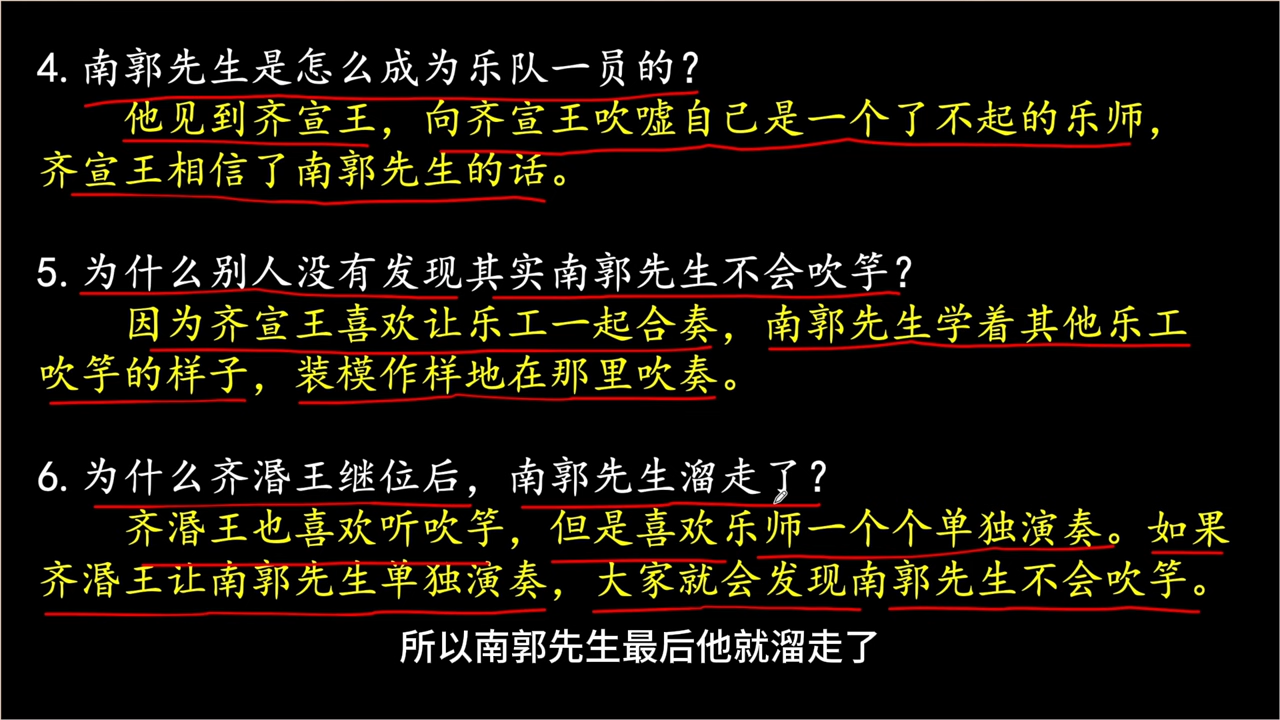 4. 南郭先生是怎么成为乐队一员的？
他见到齐宣王，向齐宣王吹嘘自己是一个了不起的乐师，
齐宣王相信了南郭先生的话。
5. 为什么别人没有发现其实南郭先生不会吹竽？
因为齐宣王喜欢让乐工一起合奏，南郭先生学着其他乐工
吹竽的样子，装模作样地在那里吹奏。
6. 为什么齐湣王继位后，南郭先生溜走了？
齐湣王也喜欢听吹竽，但是喜欢乐师一个个单独演奏。如果
齐湣王让南郭先生单独演奏，大家就会发现南郭先生不会吹竽。
所以南郭先生最后他就溜走了